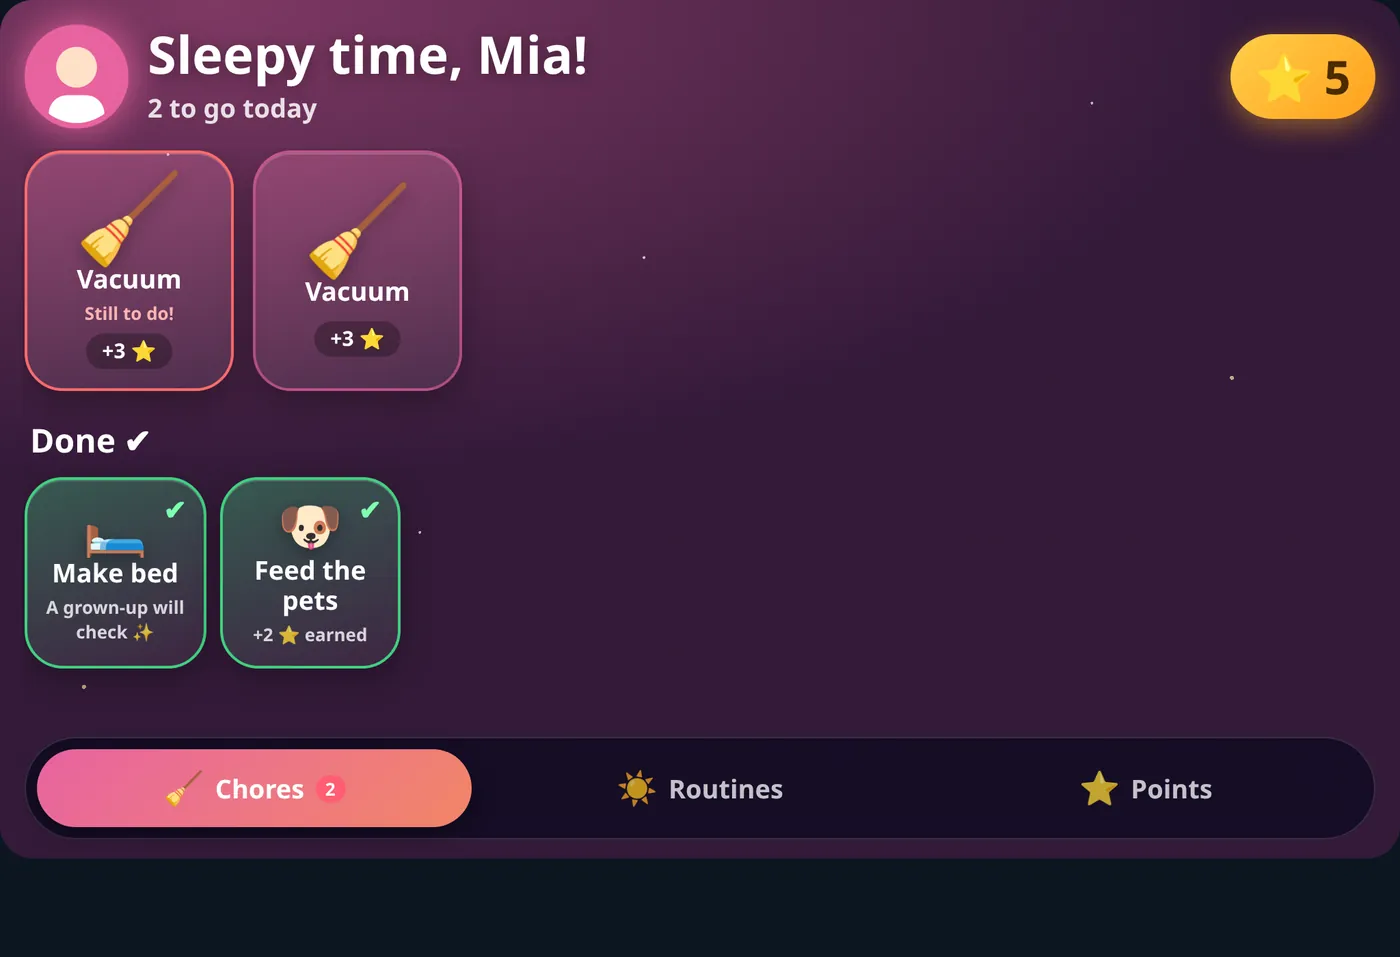 Sleepy time, Mia!
2 to go today
⭐ 5
Vacuum
Still to do!
+3 ⭐
Vacuum
+3 ⭐
Done ✔
Make bed
A grown-up will
check ✨
Feed the
pets
+2 ⭐ earned
Chores 2
Routines
Points